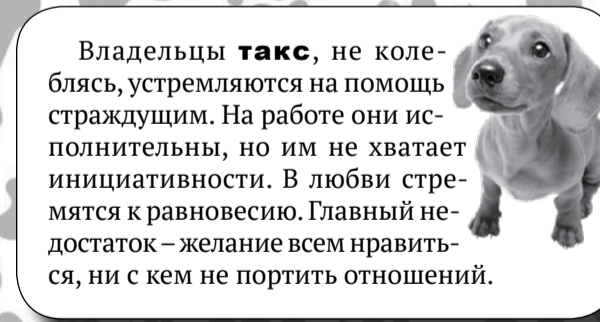 Владельцы такс, не коле-
блясь, устремляются на помощь
страждущим. На работе они ис-
полнительны, но им не хватает
инициативности. В любви стре-
мятся к равновесию. Главный не-
достаток – желание всем нравить-
ся, ни с кем не портить отношений.